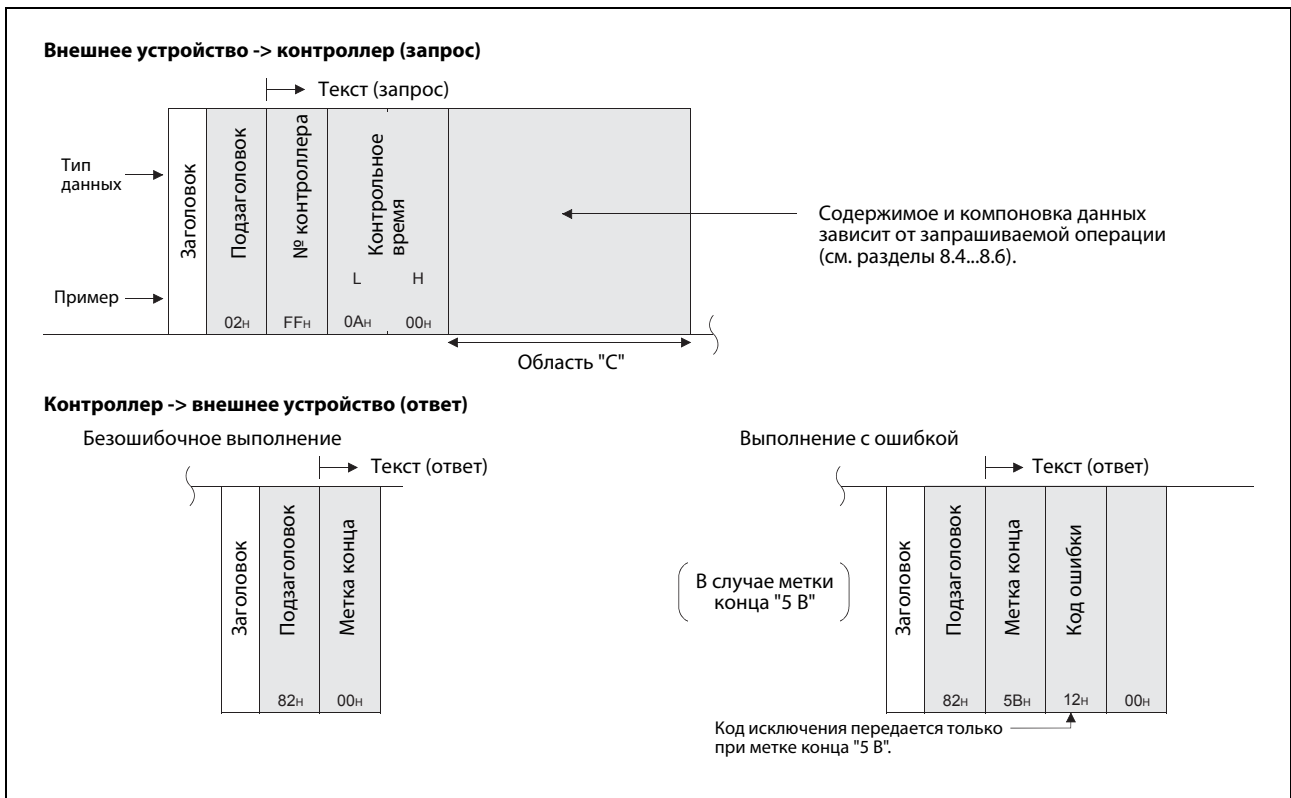 Внешнее устройство -> контроллер (запрос)
Текст (запрос)
Тип
данных
Заголовок
Подзаголовок
№ контроллера
Контрольное
время
L H
Пример
02H FFH 0AH 00H
Содержимое и компоновка данных
зависит от запрашиваемой операции
(см. разделы 8.4...8.6).
Область "C"
Контроллер -> внешнее устройство (ответ)
Безошибочное выполнение
Текст (ответ)
Заголовок
Подзаголовок
Метка конца
82H 00H
Выполнение с ошибкой
Текст (ответ)
В случае метки
конца "5 B"
Заголовок
Подзаголовок
Метка конца
Код ошибки
82H 5BH 12H 00H
Код исключения передается только
при метке конца "5 B".